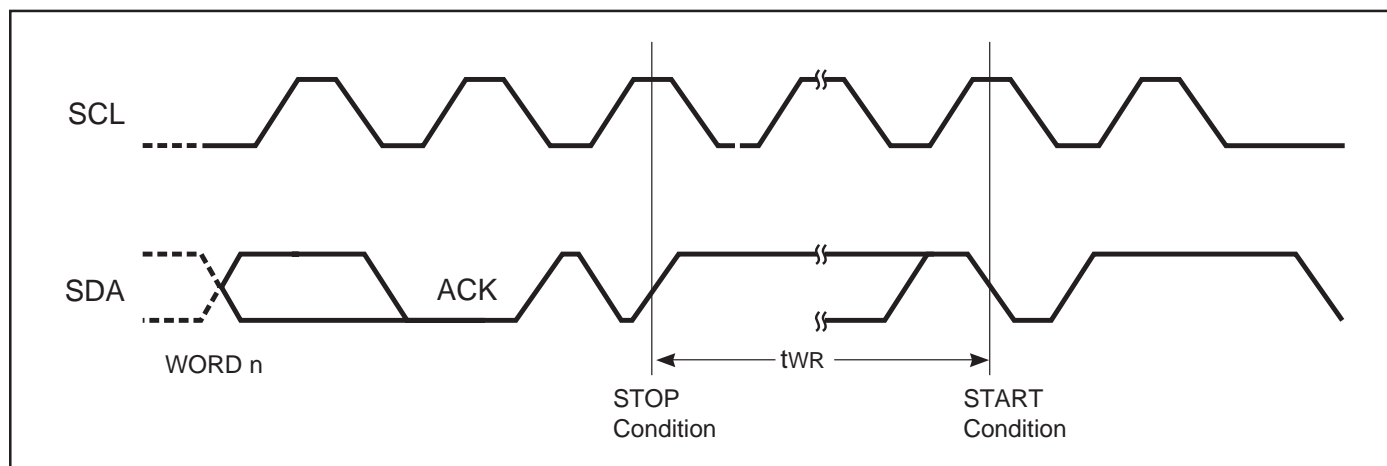 SCL
SDA
ACK
WORD n
tWR
STOP
Condition
START
Condition